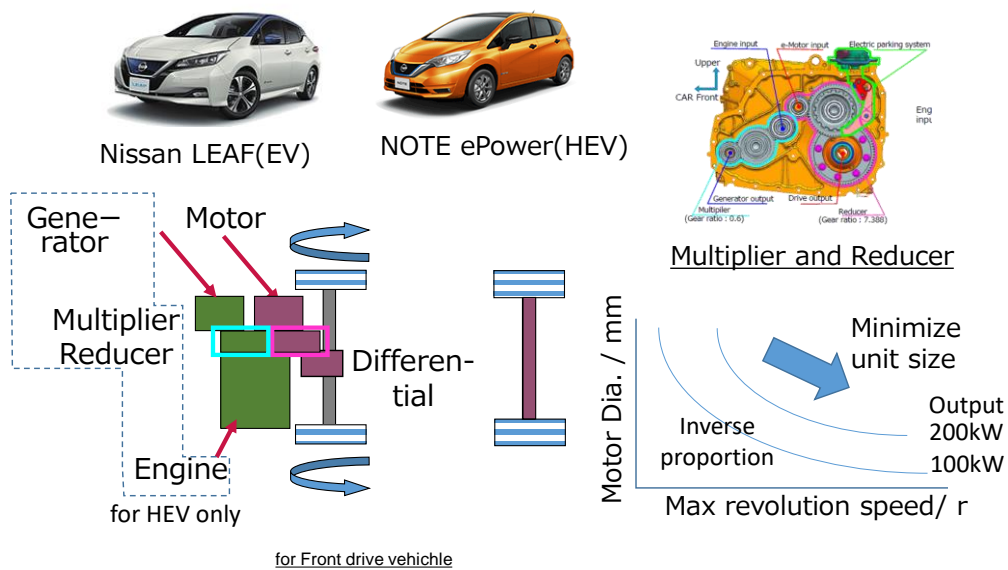 Nissan LEAF(EV)
NOTE ePower(HEV)
Engine input
e-Motor input
Electric parking system
Upper
CAR Front
Eng
inpu
Generator output
Drive output
Multipiler
(Gear ratio : 0.6)
Reducer
(Gear ratio : 7.388)
Multiplier and Reducer
Gene–
rator
Motor
Multiplier
Reducer
Differen-
tial
Engine
for HEV only
for Front drive vehichle
Motor Dia. / mm
Minimize
unit size
Output
200kW
100kW
Inverse
proportion
Max revolution speed/ r